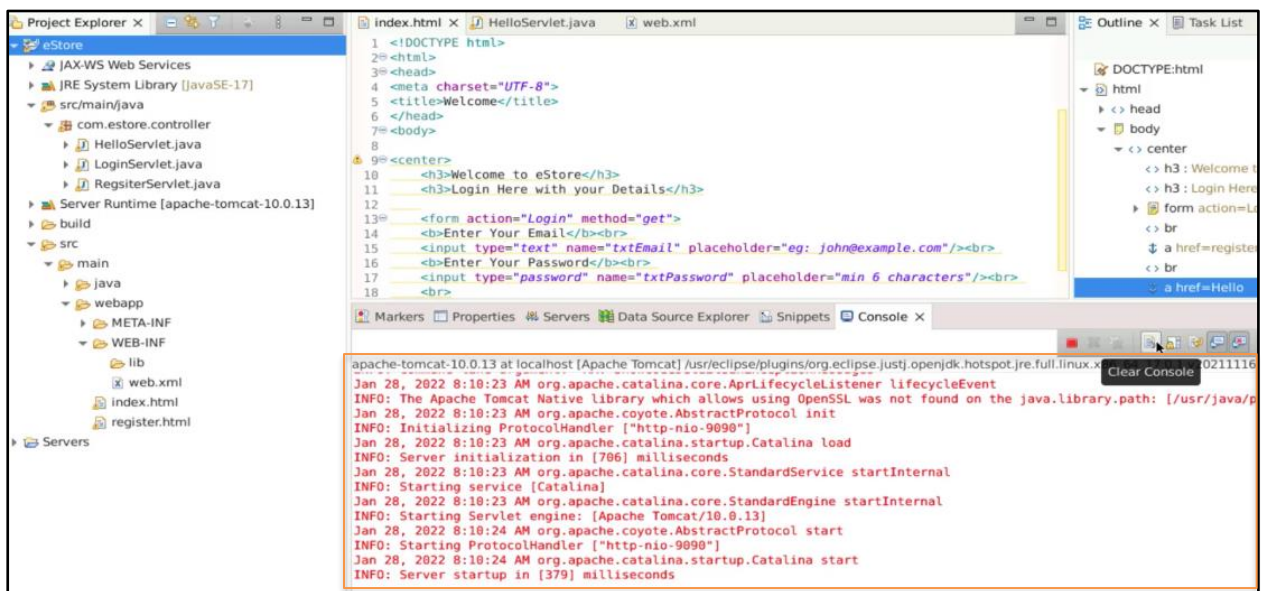 Project Explorer ×
eStore
JAX-WS Web Services
JRE System Library [JavaSE-17]
src/main/java
com.estore.controller
HelloServlet.java
LoginServlet.java
RegsiterServlet.java
Server Runtime [apache-tomcat-10.0.13]
build
src
main
java
webapp
META-INF
WEB-INF
lib
web.xml
index.html
register.html
Servers
index.html × HelloServlet.java web.xml
1 <!DOCTYPE html>
2 <html>
3 <head>
4 <meta charset="UTF-8">
5 <title>Welcome</title>
6 </head>
7 <body>
8
9 <center>
10 <h3>Welcome to eStore</h3>
11 <h3>Login Here with your Details</h3>
12
13 <form action="Login" method="get">
14 <b>Enter Your Email</b><br>
15 <input type="text" name="txtEmail" placeholder="eg: john@example.com"/><br>
16 <b>Enter Your Password</b><br>
17 <input type="password" name="txtPassword" placeholder="min 6 characters"/><br>
18 <br>
Outline × Task List
DOCTYPE:html
html
head
body
center
h3 : Welcome t
h3 : Login Here
form action=Lo
br
a href=registe
br
a href=Hello
Markers Properties Servers Data Source Explorer Snippets Console ×
Clear Console
apache-tomcat-10.0.13 at localhost [Apache Tomcat] /usr/eclipse/plugins/org.eclipse.justj.openjdk.hotspot.jre.full.linux.x
Jan 28, 2022 8:10:23 AM org.apache.catalina.core.AprLifecycleListener lifecycleEvent
INFO: The Apache Tomcat Native library which allows using OpenSSL was not found on the java.library.path: [/usr/java/p
Jan 28, 2022 8:10:23 AM org.apache.coyote.AbstractProtocol init
INFO: Initializing ProtocolHandler ["http-nio-9090"]
Jan 28, 2022 8:10:23 AM org.apache.catalina.startup.Catalina load
INFO: Server initialization in [706] milliseconds
Jan 28, 2022 8:10:23 AM org.apache.catalina.core.StandardService startInternal
INFO: Starting service [Catalina]
Jan 28, 2022 8:10:23 AM org.apache.catalina.core.StandardEngine startInternal
INFO: Starting Servlet engine: [Apache Tomcat/10.0.13]
Jan 28, 2022 8:10:24 AM org.apache.coyote.AbstractProtocol start
INFO: Starting ProtocolHandler ["http-nio-9090"]
Jan 28, 2022 8:10:24 AM org.apache.catalina.startup.Catalina start
INFO: Server startup in [379] milliseconds